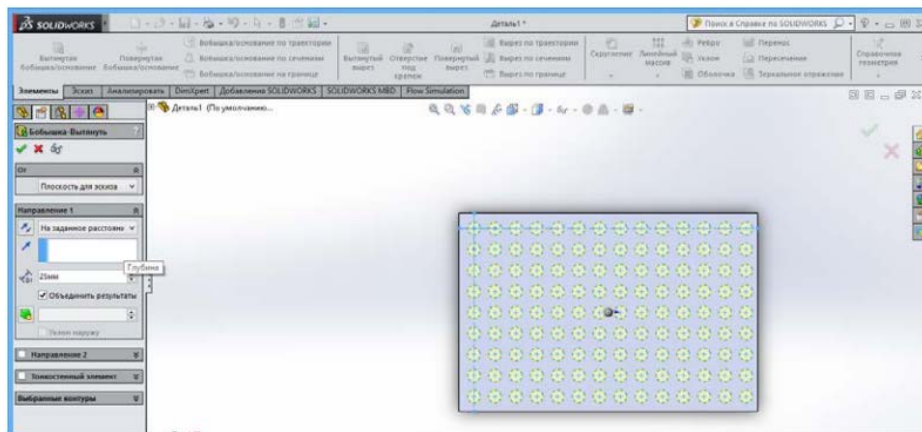 SOLIDWORKS
Деталь1 *
Поиск в Справке по SOLIDWORKS
Вытянутая бобышка/основание
Повернутая бобышка/основание
Бобышка/основание по траектории
Бобышка/основание по сечениям
Бобышка/основание на границе
Вытянутый вырез
Отверстие под крепеж
Повернутый вырез
Вырез по траектории
Вырез по сечениям
Вырез по границе
Скругление
Линейный массив
Ребро
Уклон
Оболочка
Перенос
Пересечение
Зеркальное отражение
Справочная геометрия
Элементы
Эскиз
Анализировать
DimXpert
Добавления SOLIDWORKS
SOLIDWORKS MBD
Flow Simulation
Деталь1 (По умолчанию...
Бобышка-Вытянуть
?
От
Плоскость для эскиза
Направление 1
На заданное расстояни
Глубина
25мм
Объединить результаты
Уклон наружу
Направление 2
Тонкостенный элемент
Выбранные контуры